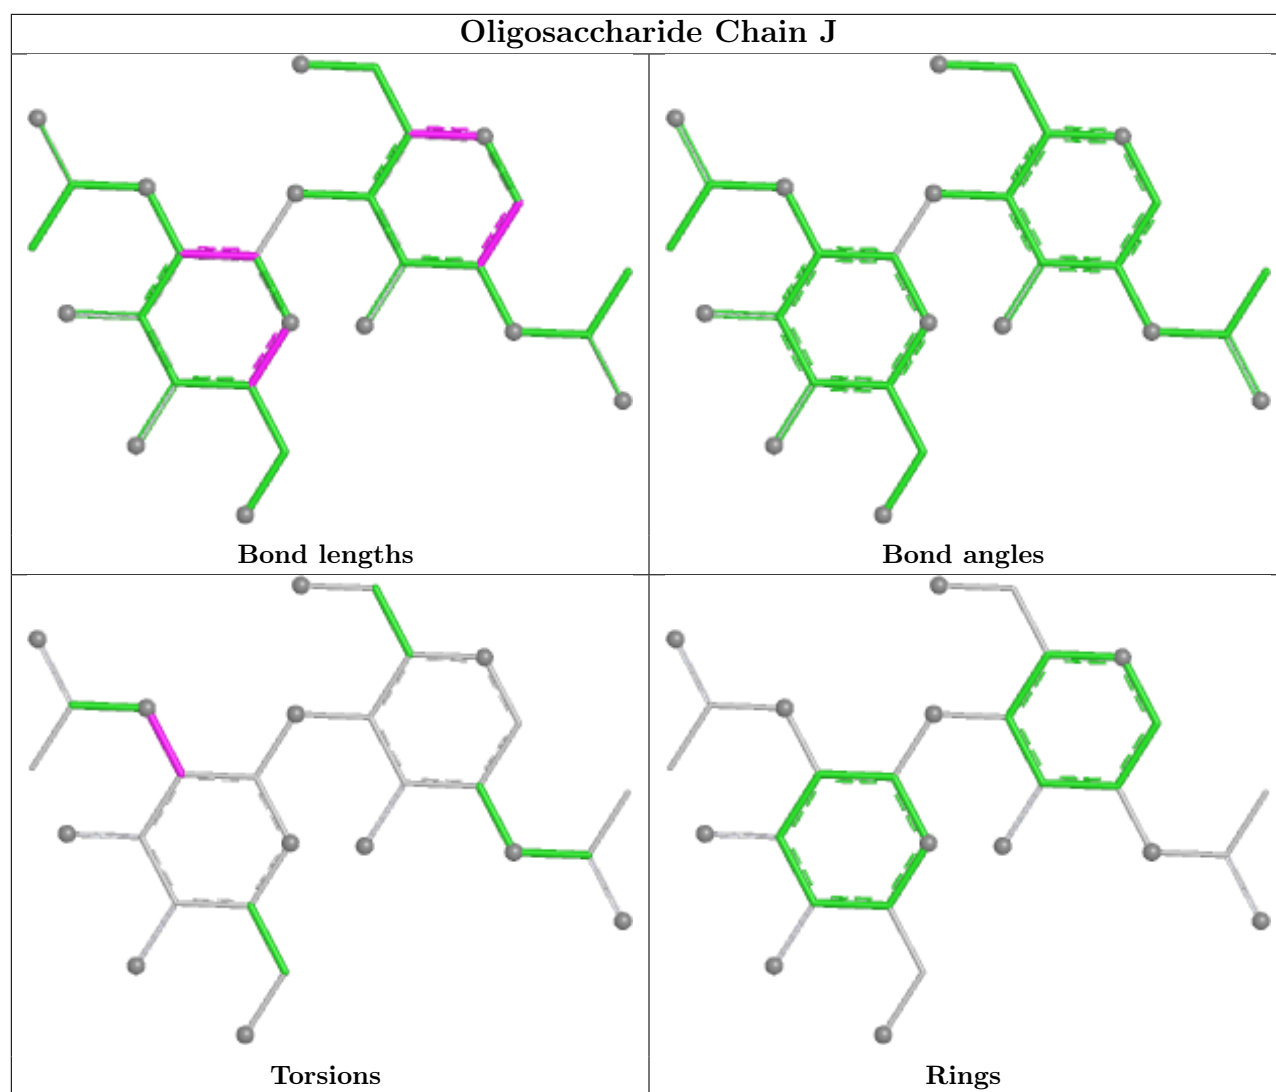 Oligosaccharide Chain J
Bond lengths
Bond angles
Torsions
Rings